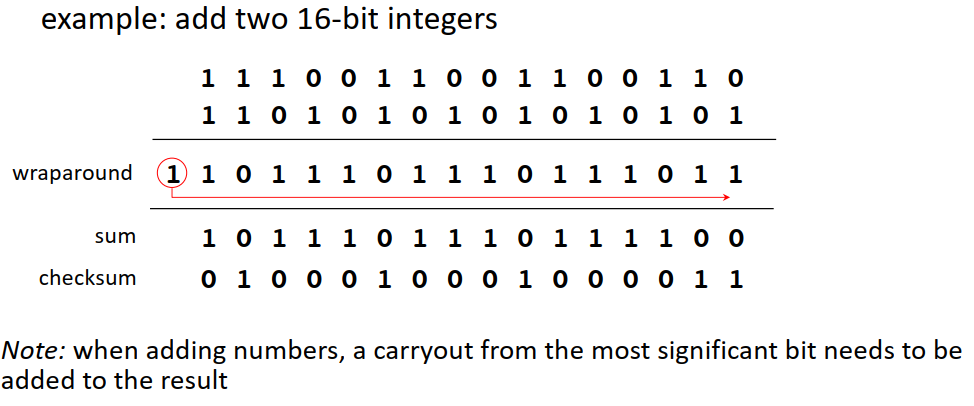 example: add two 16-bit integers
1 1 1 0 0 1 1 0 0 1 1 0 0 1 1 0
1 1 0 1 0 1 0 1 0 1 0 1 0 1 0 1
wraparound 1 1 0 1 1 1 0 1 1 1 0 1 1 1 0 1 1
sum 1 0 1 1 1 0 1 1 1 0 1 1 1 1 0 0
checksum 0 1 0 0 0 1 0 0 0 1 0 0 0 0 1 1
Note: when adding numbers, a carryout from the most significant bit needs to be
added to the result